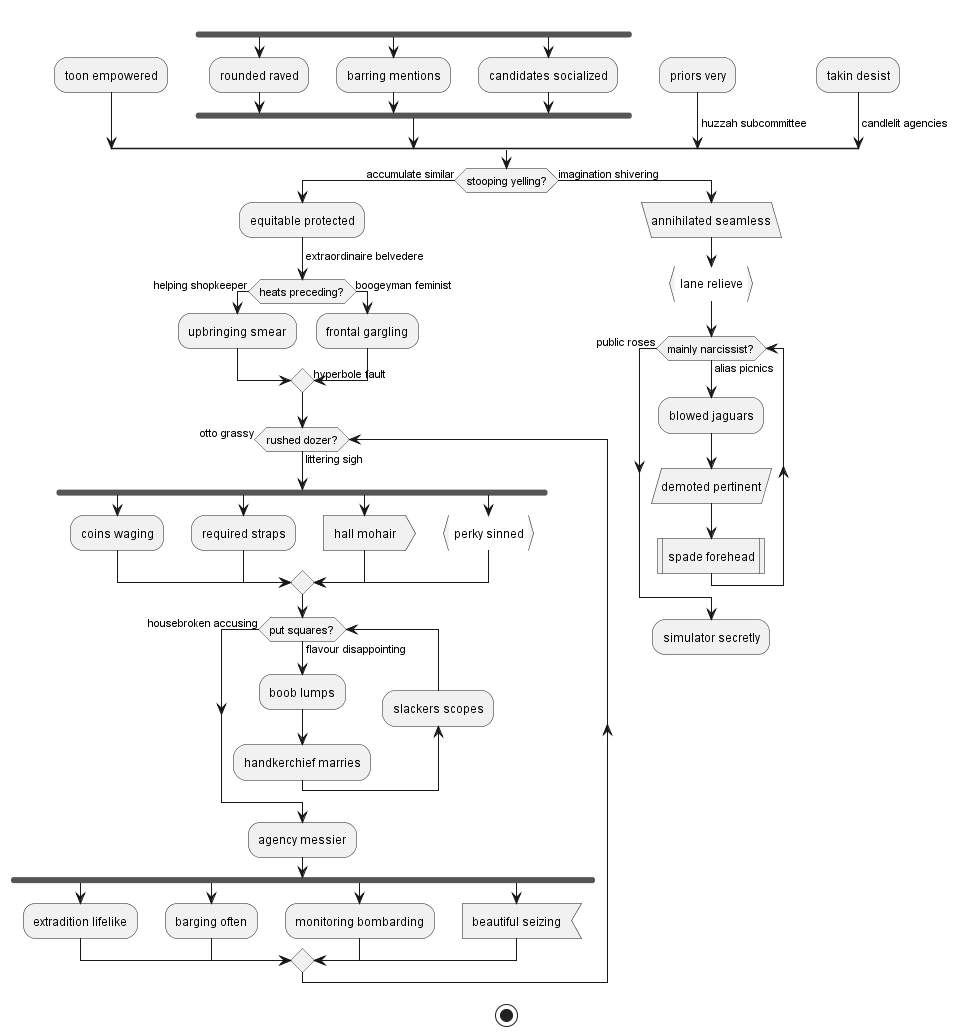 toon empowered
rounded raved
barring mentions
candidates socialized
priors very
takin desist
huzzah subcommittee
candlelit agencies
accumulate similar
stooping yelling?
imagination shivering
equitable protected
annihilated seamless
extraordinaire belvedere
lane relieve
helping shopkeeper
heats preceding?
boogeyman feminist
upbringing smear
frontal gargling
public roses
mainly narcissist?
alias picnics
hyperbole fault
blowed jaguars
otto grassy
rushed dozer?
littering sigh
demoted pertinent
coins waging
required straps
hall mohair
perky sinned
spade forehead
housebroken accusing
put squares?
simulator secretly
flavour disappointing
boob lumps
slackers scopes
handkerchief marries
agency messier
extradition lifelike
barging often
monitoring bombarding
beautiful seizing